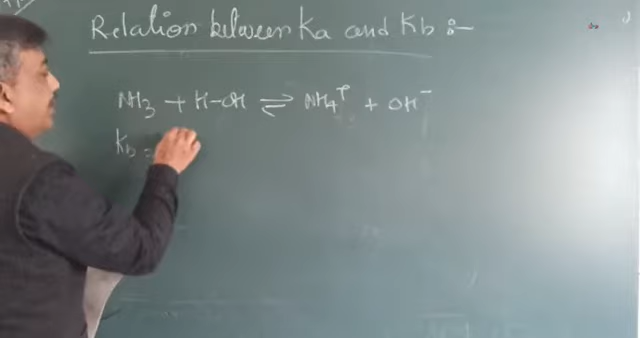 Relation between Ka and Kb :-
NH3 + H-OH ⇌ NH4+ + OH-
Kb =